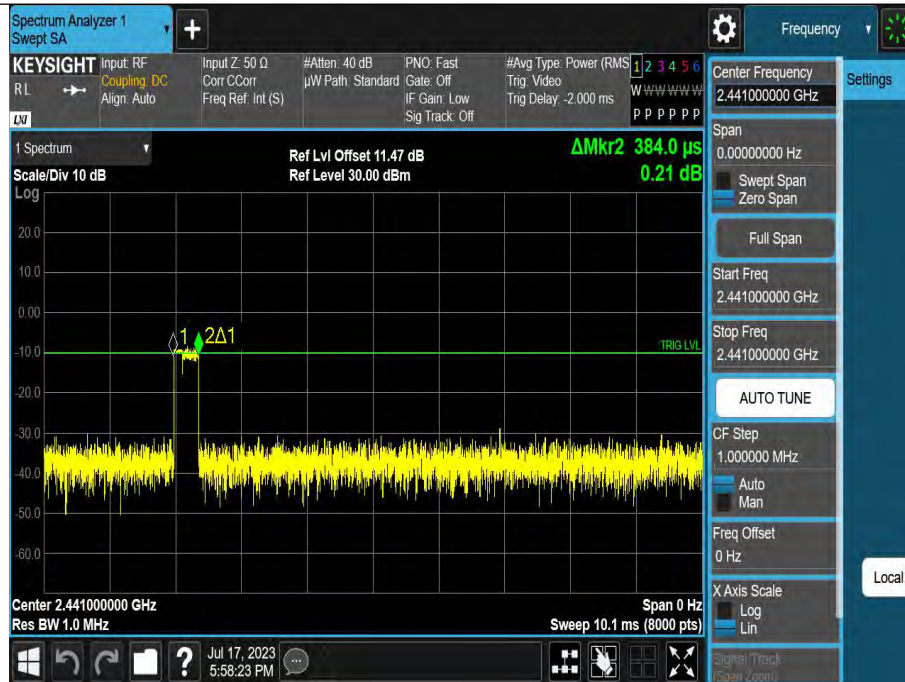 Spectrum Analyzer 1
Swept SA
+
Frequency
KEYSIGHT
RL
LXI
Input: RF
Coupling: DC
Align: Auto
Input Z: 50 Ω
Corr CCorr
Freq Ref: Int (S)
#Atten: 40 dB
µW Path: Standard
PNO: Fast
Gate: Off
IF Gain: Low
Sig Track: Off
#Avg Type: Power (RMS
Trig: Video
Trig Delay: -2.000 ms
1 2 3 4 5 6
W W W W W W
P P P P P P
1 Spectrum
Scale/Div 10 dB
Log
Ref Lvl Offset 11.47 dB
Ref Level 30.00 dBm
ΔMkr2 384.0 µs
0.21 dB
20.0
10.0
0.00
-10.0
-20.0
-30.0
-40.0
-50.0
-60.0
1
2Δ1
TRIG LVL
Center 2.441000000 GHz
Res BW 1.0 MHz
Span 0 Hz
Sweep 10.1 ms (8000 pts)
?
Jul 17, 2023
5:58:23 PM
Center Frequency
2.441000000 GHz
Settings
Span
0.00000000 Hz
Swept Span
Zero Span
Full Span
Start Freq
2.441000000 GHz
Stop Freq
2.441000000 GHz
AUTO TUNE
CF Step
1.000000 MHz
Auto
Man
Freq Offset
0 Hz
Local
X Axis Scale
Log
Lin
Signal Track
(Span Zoom)